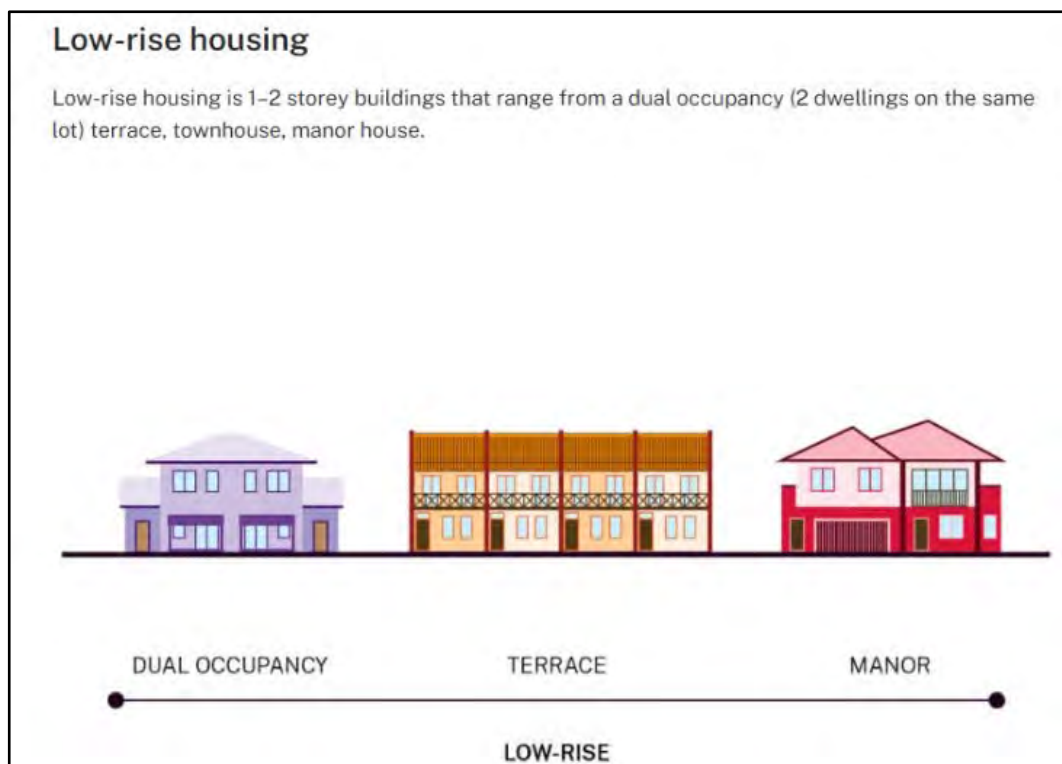 Low-rise housing
Low-rise housing is 1–2 storey buildings that range from a dual occupancy (2 dwellings on the same
lot) terrace, townhouse, manor house.
DUAL OCCUPANCY
TERRACE
MANOR
LOW-RISE